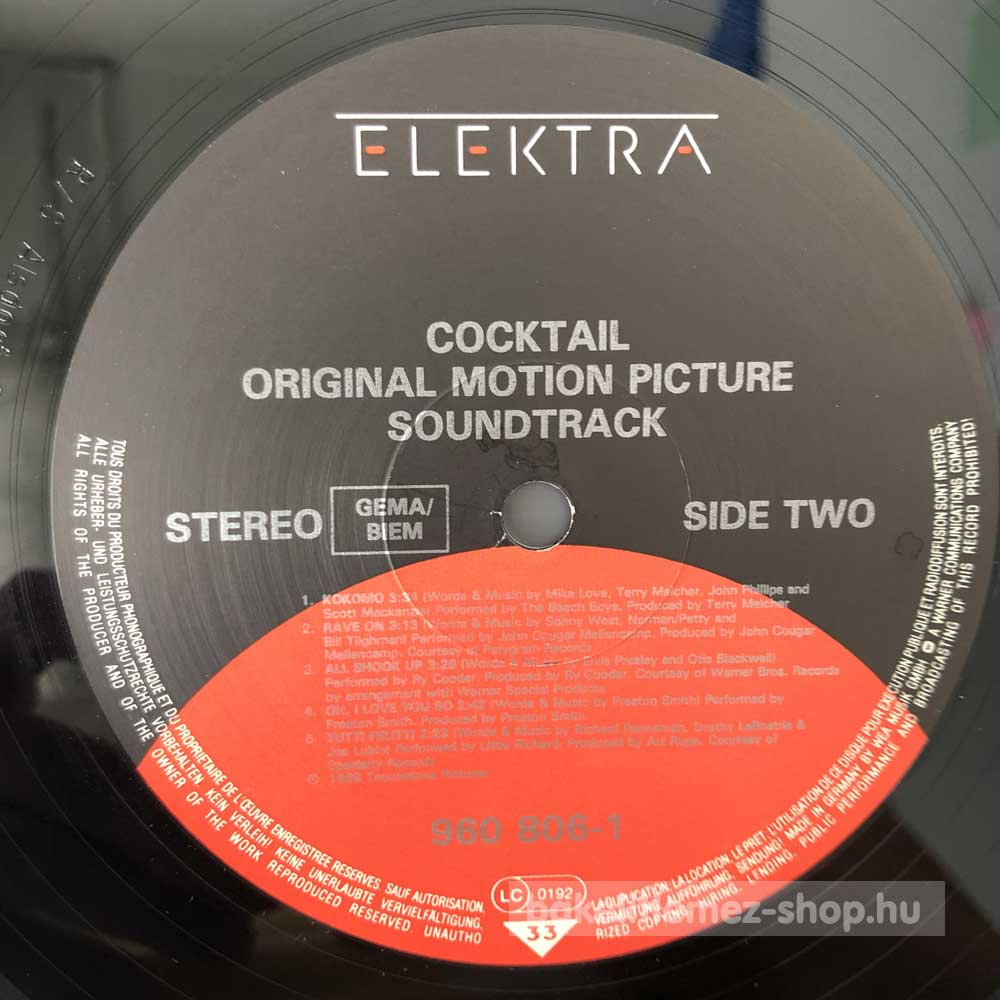 ELEKTRA
COCKTAIL
ORIGINAL MOTION PICTURE
SOUNDTRACK
STEREO
GEMA/
BIEM
SIDE TWO
1. KOKOMO 3:34 (Words & Music by Mike Love, Terry Melcher, John Phillips and
Scott Mackenzie) Performed by The Beach Boys. Produced by Terry Melcher
2. RAVE ON 3:13 (Words & Music by Sonny West, Norman/Petty and
Bill Tilghman) Performed by John Cougar Mellencamp. Produced by John Cougar
Mellencamp. Courtesy of Polygram Records
3. ALL SHOOK UP 3:29 (Words & Music by Elvis Presley and Otis Blackwell)
Performed by Ry Cooder. Produced by Ry Cooder. Courtesy of Warner Bros. Records
by arrangement with Warner Special Products
4. OH, I LOVE YOU SO 2:42 (Words & Music by Preston Smith) Performed by
Preston Smith. Produced by Preston Smith
5. TUTTI FRUTTI 2:23 (Words & Music by Richard Penniman, &
Joe Lubin) Performed by Little Richard. Produced by Art Rupe. Courtesy of
Specialty Records
Pictures
960 806-1
LC 0192
33
TOUS DROITS DU PRODUCTEUR PHONOGRAPHIQUE ET DU PROPRIETAIRE DE L'ŒUVRE ENREGISTREE RESERVES. SAUF AUTORISATION, LA DUPLICATION, LA LOCATION, LE PRET, L'UTILISATION DE CE DISQUE POUR EXECUTION PUBLIQUE ET RADIODIFFUSION SONT INTERDITS.
ALLE URHEBER- UND LEISTUNGSSCHUTZRECHTE VORBEHALTEN. KEIN VERLEIH! KEINE UNERLAUBTE VERVIELFÄLTIGUNG, VERMIETUNG, AUFFÜHRUNG, SENDUNG! MADE IN GERMANY BY WEA MUSIK GMBH A WARNER COMMUNICATIONS COMPANY
ALL RIGHTS OF THE PRODUCER AND OF THE OWNER OF THE WORK REPRODUCED RESERVED. UNAUTHORIZED COPYING, HIRING, LENDING, PUBLIC PERFORMANCE AND BROADCASTING OF THIS RECORD PROHIBITED!
R/S Alsdorf
-shop.hu